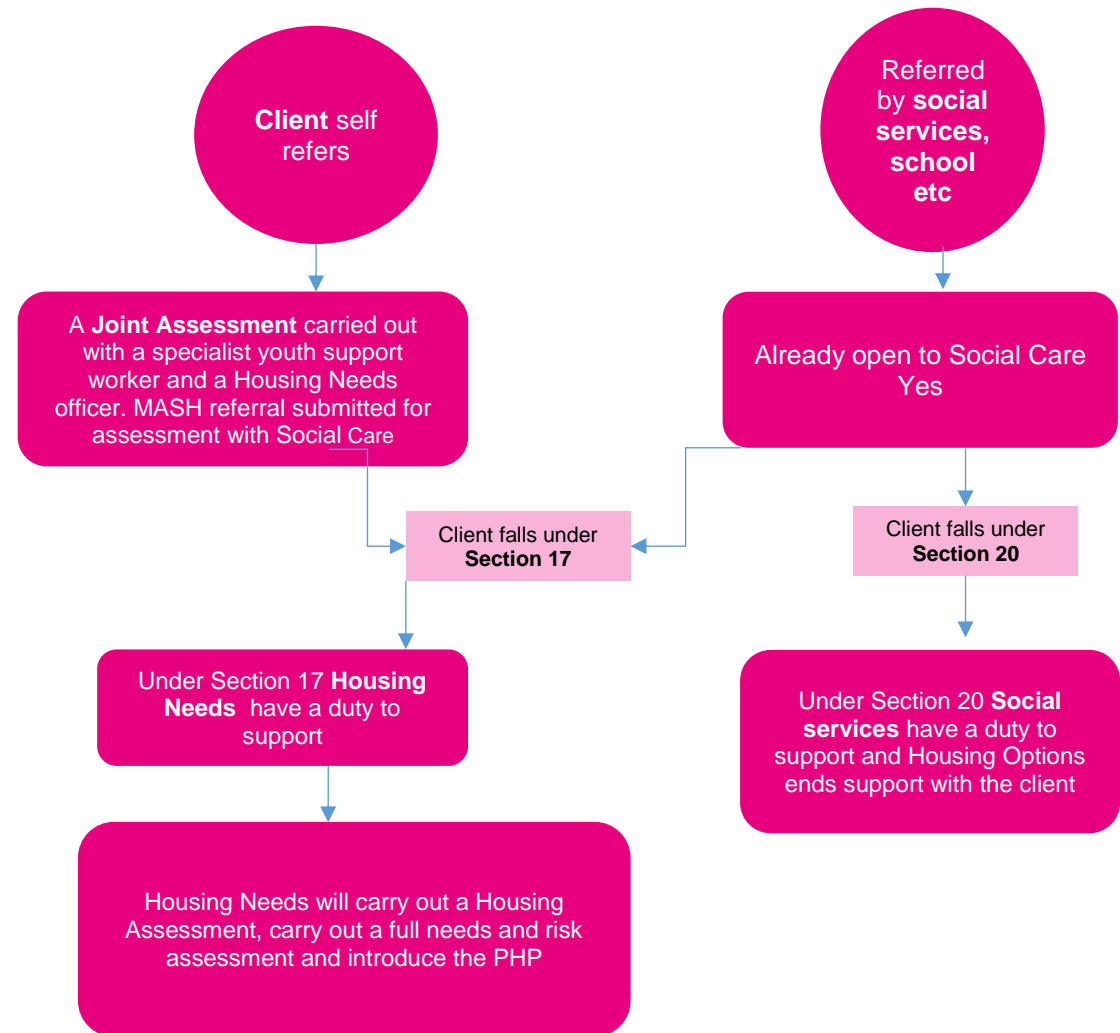 Client self
refers
Referred
by social
services,
school
etc
A Joint Assessment carried out
with a specialist youth support
worker and a Housing Needs
officer. MASH referral submitted for
assessment with Social Care
Already open to Social Care
Yes
Client falls under
Section 17
Client falls under
Section 20
Under Section 17 Housing
Needs have a duty to
support
Under Section 20 Social
services have a duty to
support and Housing Options
ends support with the client
Housing Needs will carry out a Housing
Assessment, carry out a full needs and risk
assessment and introduce the PHP